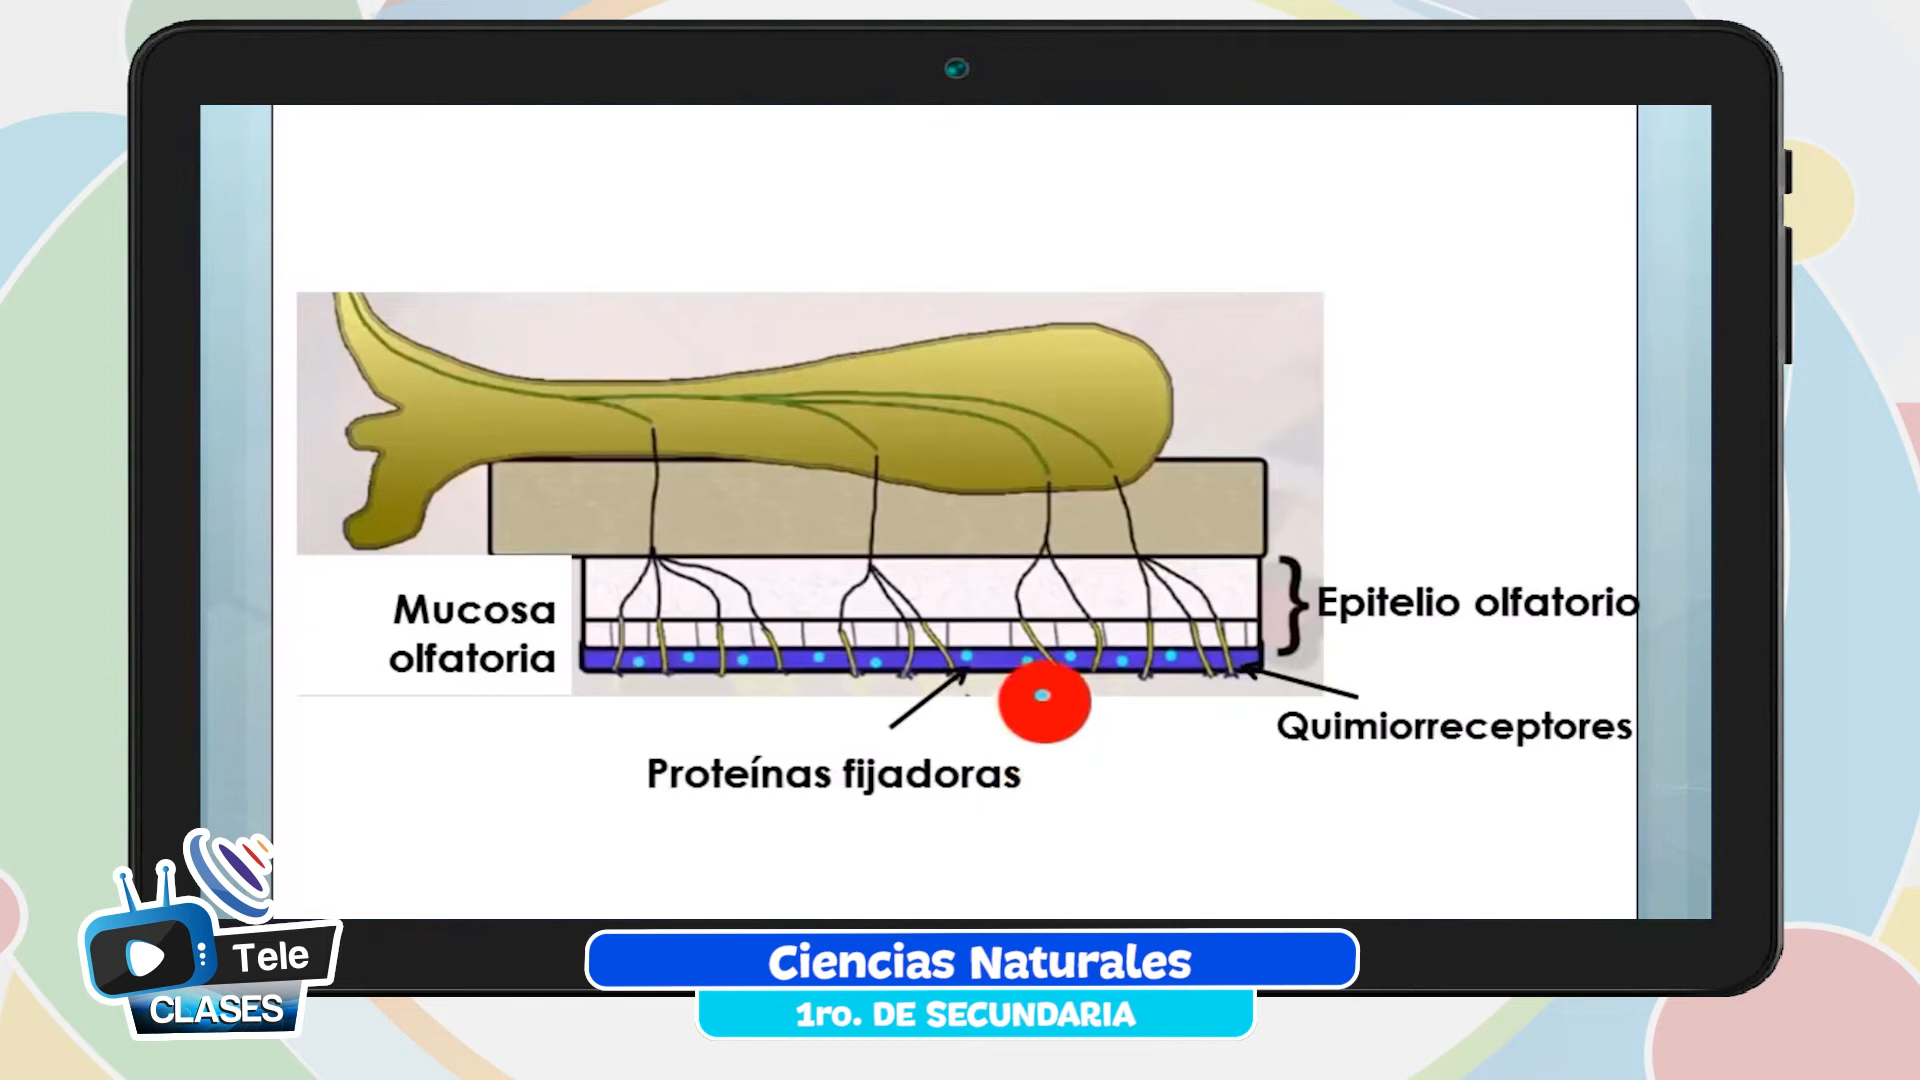 Mucosa
olfatoria
Epitelio olfatorio
Quimiorreceptores
Proteínas fijadoras
Tele
CLASES
Ciencias Naturales
1ro. DE SECUNDARIA